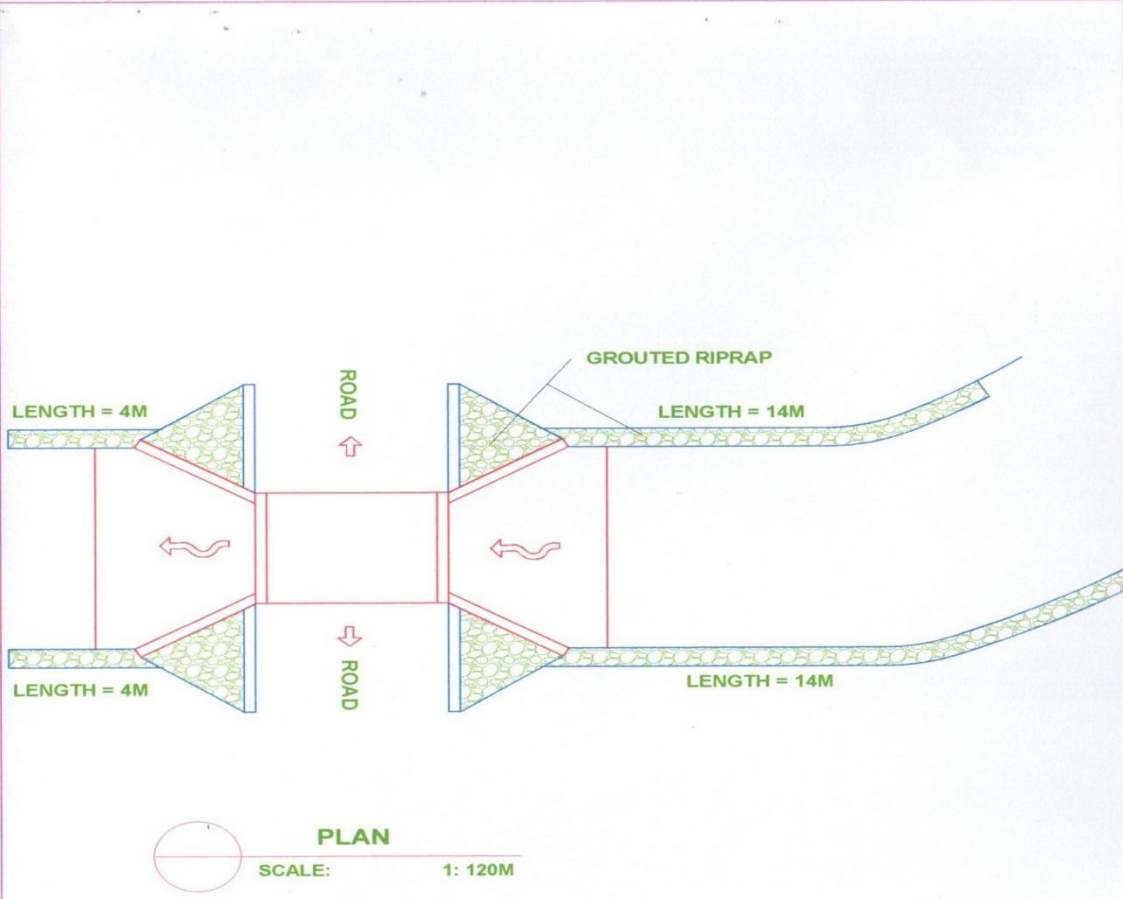 GROUTED RIPRAP
ROAD
LENGTH = 4M
LENGTH = 14M
ROAD
LENGTH = 4M
LENGTH = 14M
PLAN
SCALE: 1: 120M